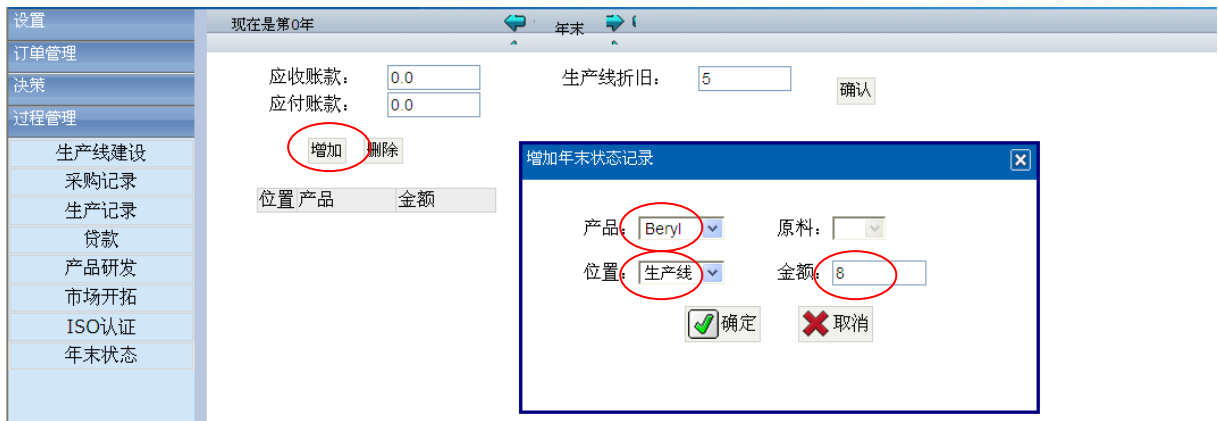 设置
订单管理
决策
过程管理
生产线建设
采购记录
生产记录
贷款
产品研发
市场开拓
ISO认证
年末状态
现在是第0年
年末
应收账款： 0.0
生产线折旧： 5
确认
应付账款： 0.0
增加 删除
位置 产品 金额
增加年末状态记录
产品： Beryl 原料：
位置： 生产线 金额： 8
确定 取消